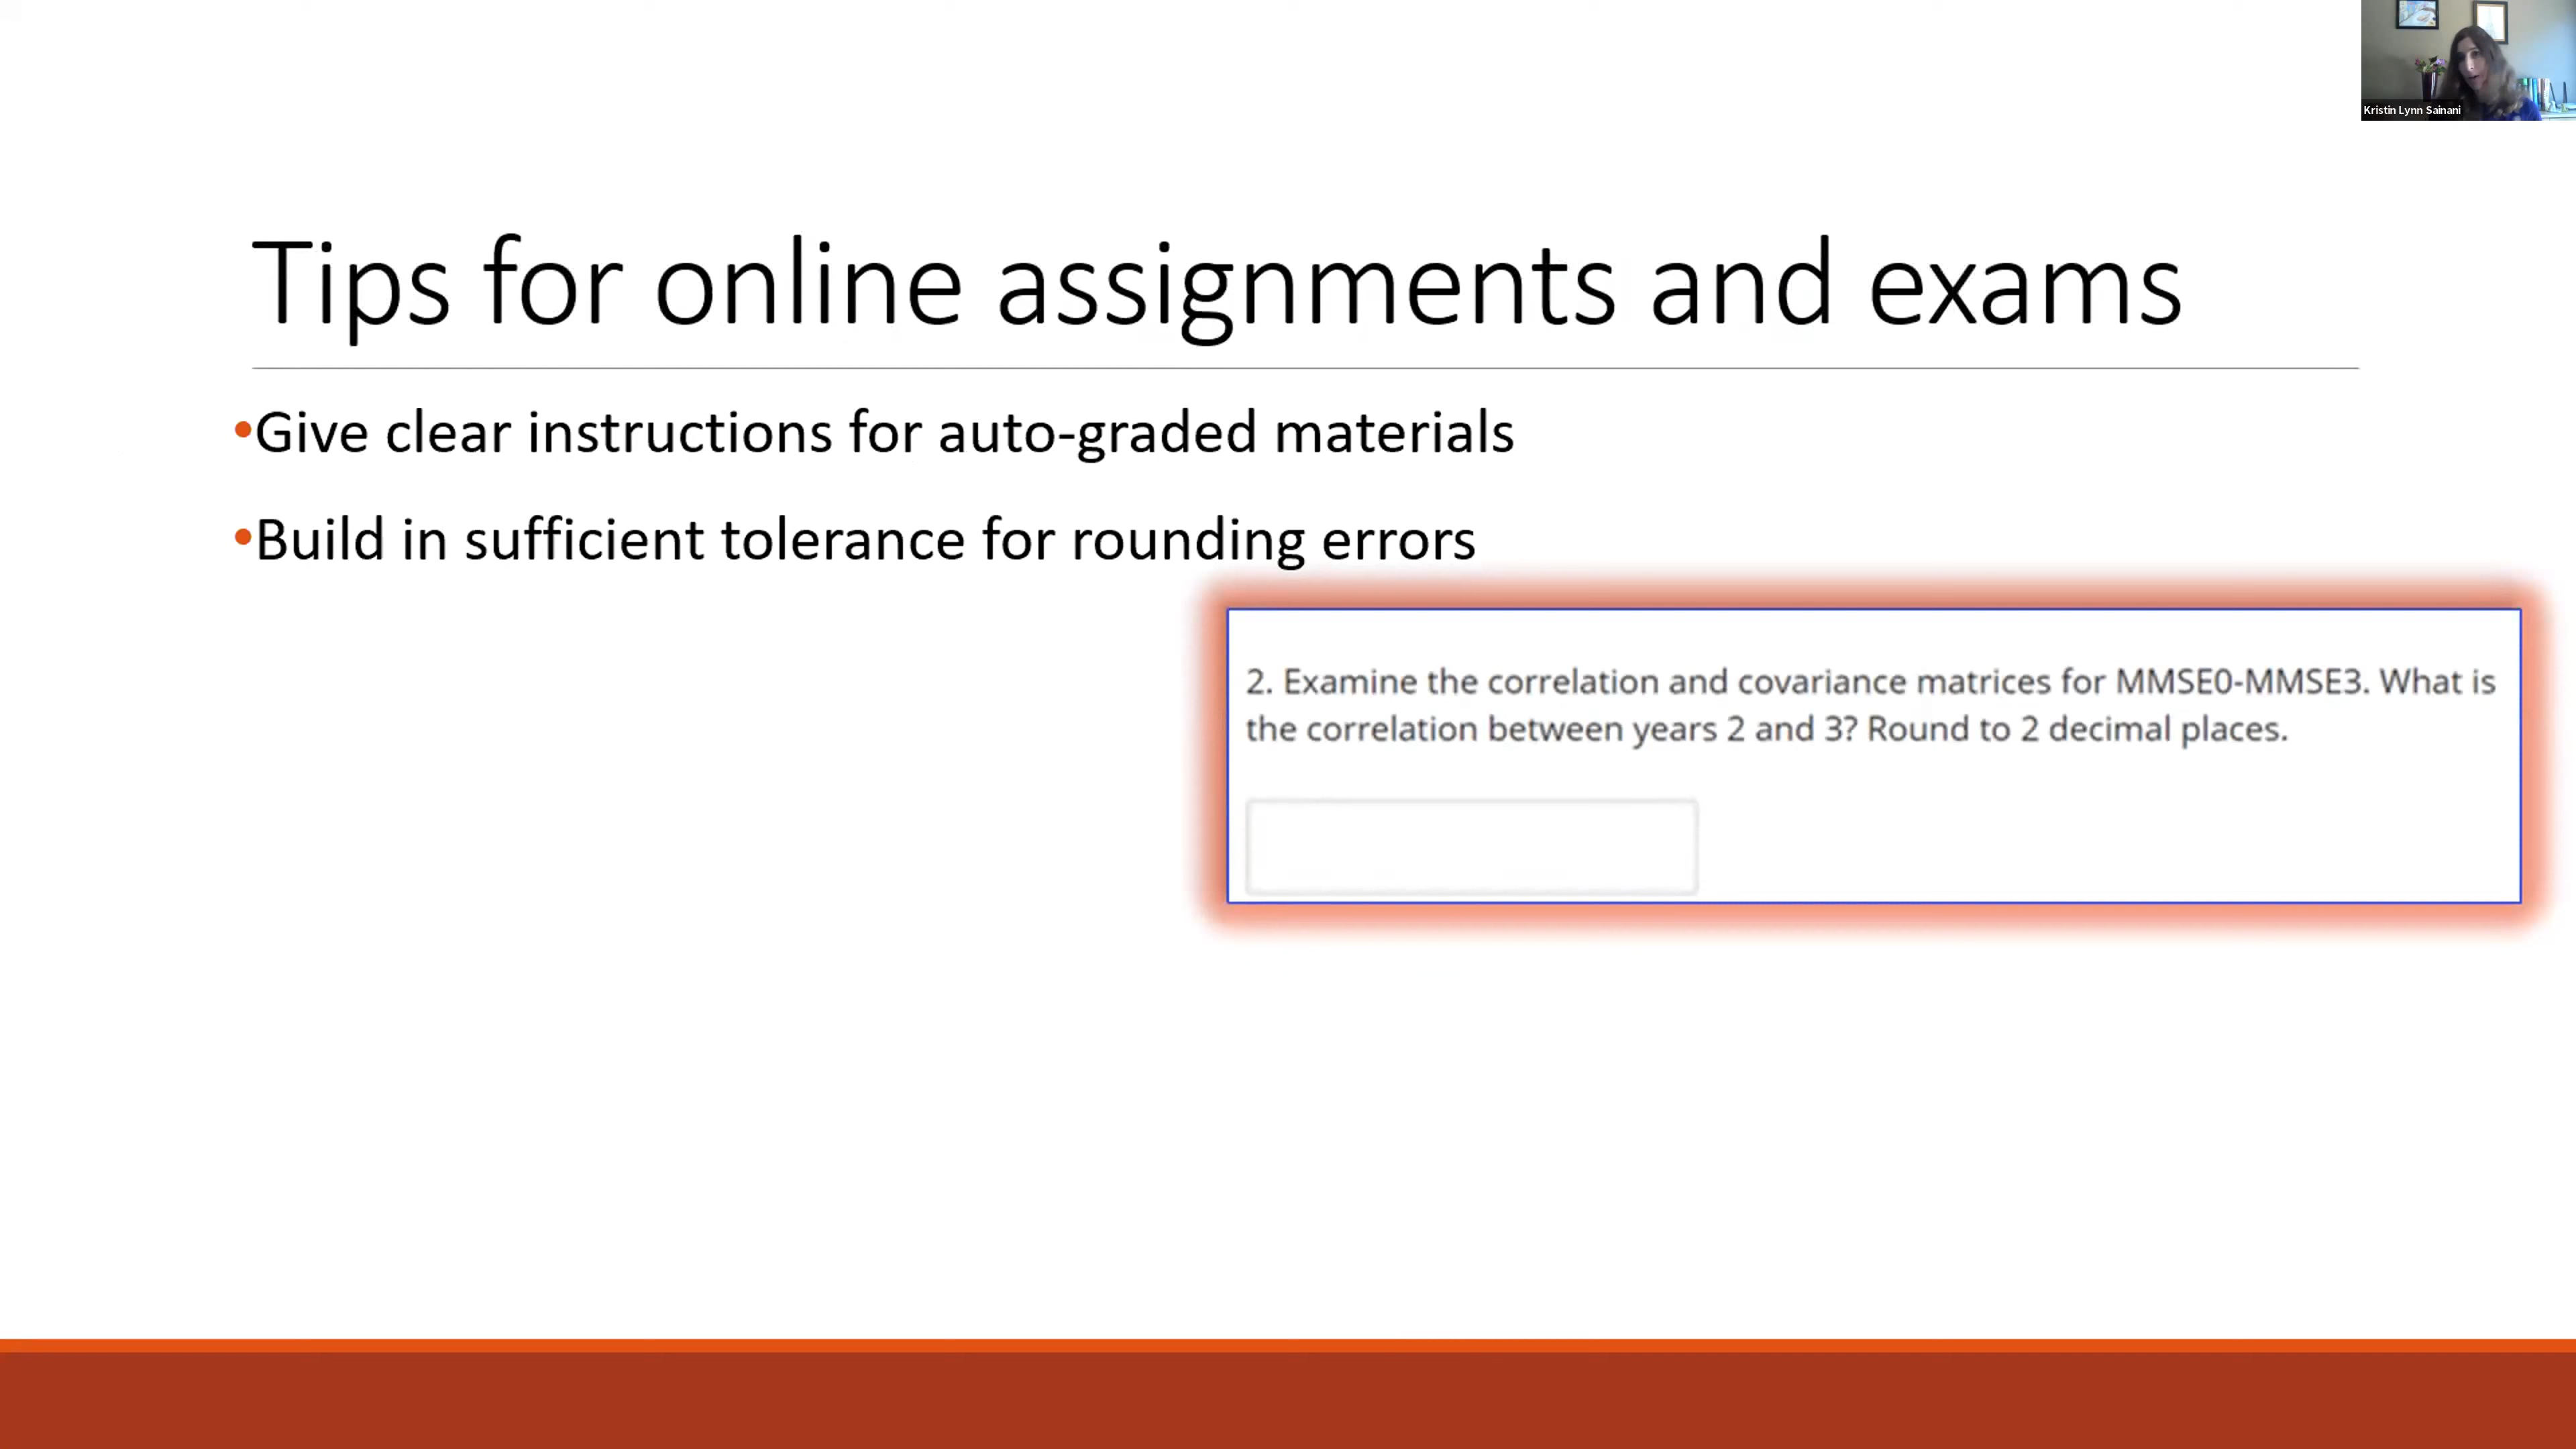 Kristin Lynn Sainani
Tips for online assignments and exams
•Give clear instructions for auto-graded materials
•Build in sufficient tolerance for rounding errors
2. Examine the correlation and covariance matrices for MMSE0-MMSE3. What is
the correlation between years 2 and 3? Round to 2 decimal places.